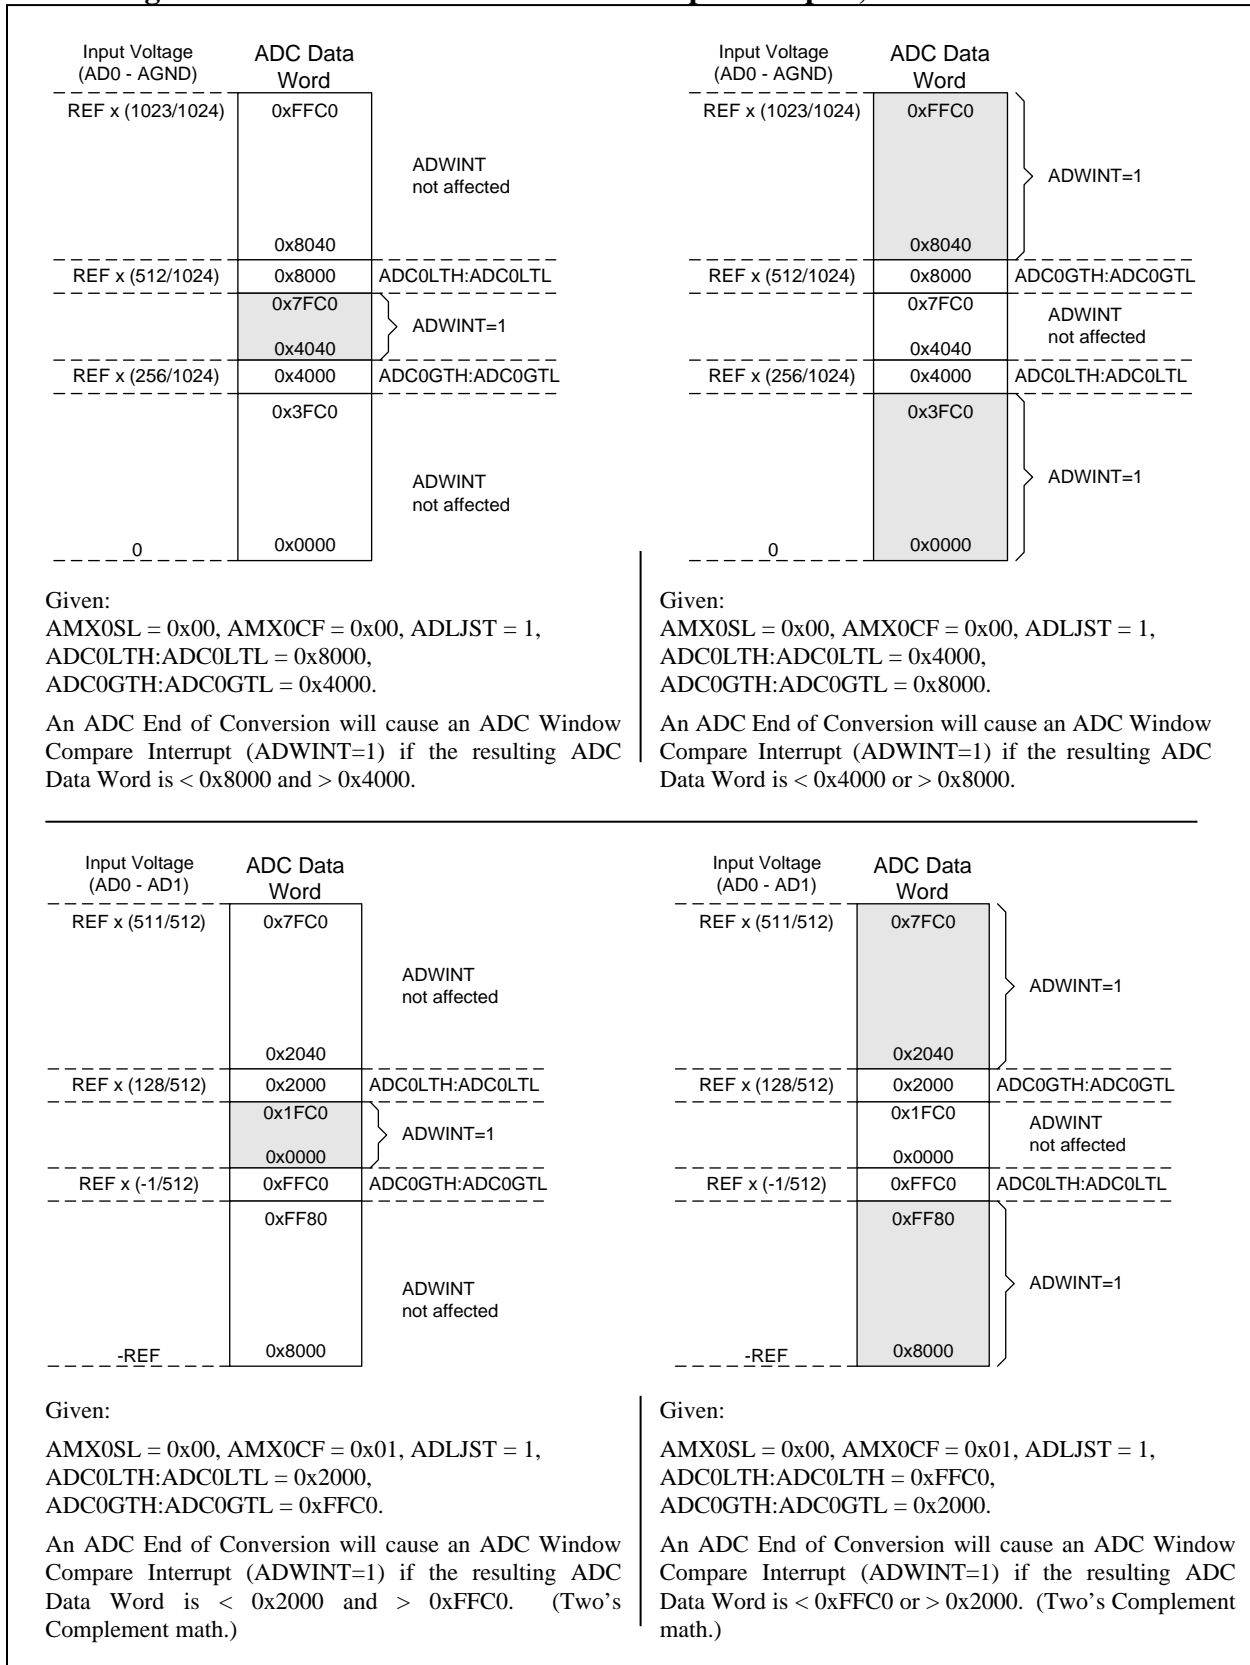 Input Voltage
(AD0 - AGND)
ADC Data
Word
REF x (1023/1024)
0xFFC0
ADWINT
not affected
0x8040
REF x (512/1024)
0x8000
ADC0LTH:ADC0LTL
0x7FC0
ADWINT=1
0x4040
REF x (256/1024)
0x4000
ADC0GTH:ADC0GTL
0x3FC0
ADWINT
not affected
0
0x0000
Given:
AMX0SL = 0x00, AMX0CF = 0x00, ADLJST = 1,
ADC0LTH:ADC0LTL = 0x8000,
ADC0GTH:ADC0GTL = 0x4000.
An ADC End of Conversion will cause an ADC Window
Compare Interrupt (ADWINT=1) if the resulting ADC
Data Word is < 0x8000 and > 0x4000.
Input Voltage
(AD0 - AGND)
ADC Data
Word
REF x (1023/1024)
0xFFC0
ADWINT=1
0x8040
REF x (512/1024)
0x8000
ADC0GTH:ADC0GTL
0x7FC0
ADWINT
not affected
0x4040
REF x (256/1024)
0x4000
ADC0LTH:ADC0LTL
0x3FC0
ADWINT=1
0
0x0000
Given:
AMX0SL = 0x00, AMX0CF = 0x00, ADLJST = 1,
ADC0LTH:ADC0LTL = 0x4000,
ADC0GTH:ADC0GTL = 0x8000.
An ADC End of Conversion will cause an ADC Window
Compare Interrupt (ADWINT=1) if the resulting ADC
Data Word is < 0x4000 or > 0x8000.
Input Voltage
(AD0 - AD1)
ADC Data
Word
REF x (511/512)
0x7FC0
ADWINT
not affected
0x2040
REF x (128/512)
0x2000
ADC0LTH:ADC0LTL
0x1FC0
ADWINT=1
0x0000
REF x (-1/512)
0xFFC0
ADC0GTH:ADC0GTL
0xFF80
ADWINT
not affected
-REF
0x8000
Given:
AMX0SL = 0x00, AMX0CF = 0x01, ADLJST = 1,
ADC0LTH:ADC0LTL = 0x2000,
ADC0GTH:ADC0GTL = 0xFFC0.
An ADC End of Conversion will cause an ADC Window
Compare Interrupt (ADWINT=1) if the resulting ADC
Data Word is < 0x2000 and > 0xFFC0. (Two's
Complement math.)
Input Voltage
(AD0 - AD1)
ADC Data
Word
REF x (511/512)
0x7FC0
ADWINT=1
0x2040
REF x (128/512)
0x2000
ADC0GTH:ADC0GTL
0x1FC0
ADWINT
not affected
0x0000
REF x (-1/512)
0xFFC0
ADC0LTH:ADC0LTL
0xFF80
ADWINT=1
-REF
0x8000
Given:
AMX0SL = 0x00, AMX0CF = 0x01, ADLJST = 1,
ADC0LTH:ADC0LTH = 0xFFC0,
ADC0GTH:ADC0GTL = 0x2000.
An ADC End of Conversion will cause an ADC Window
Compare Interrupt (ADWINT=1) if the resulting ADC
Data Word is < 0xFFC0 or > 0x2000. (Two's Complement
math.)